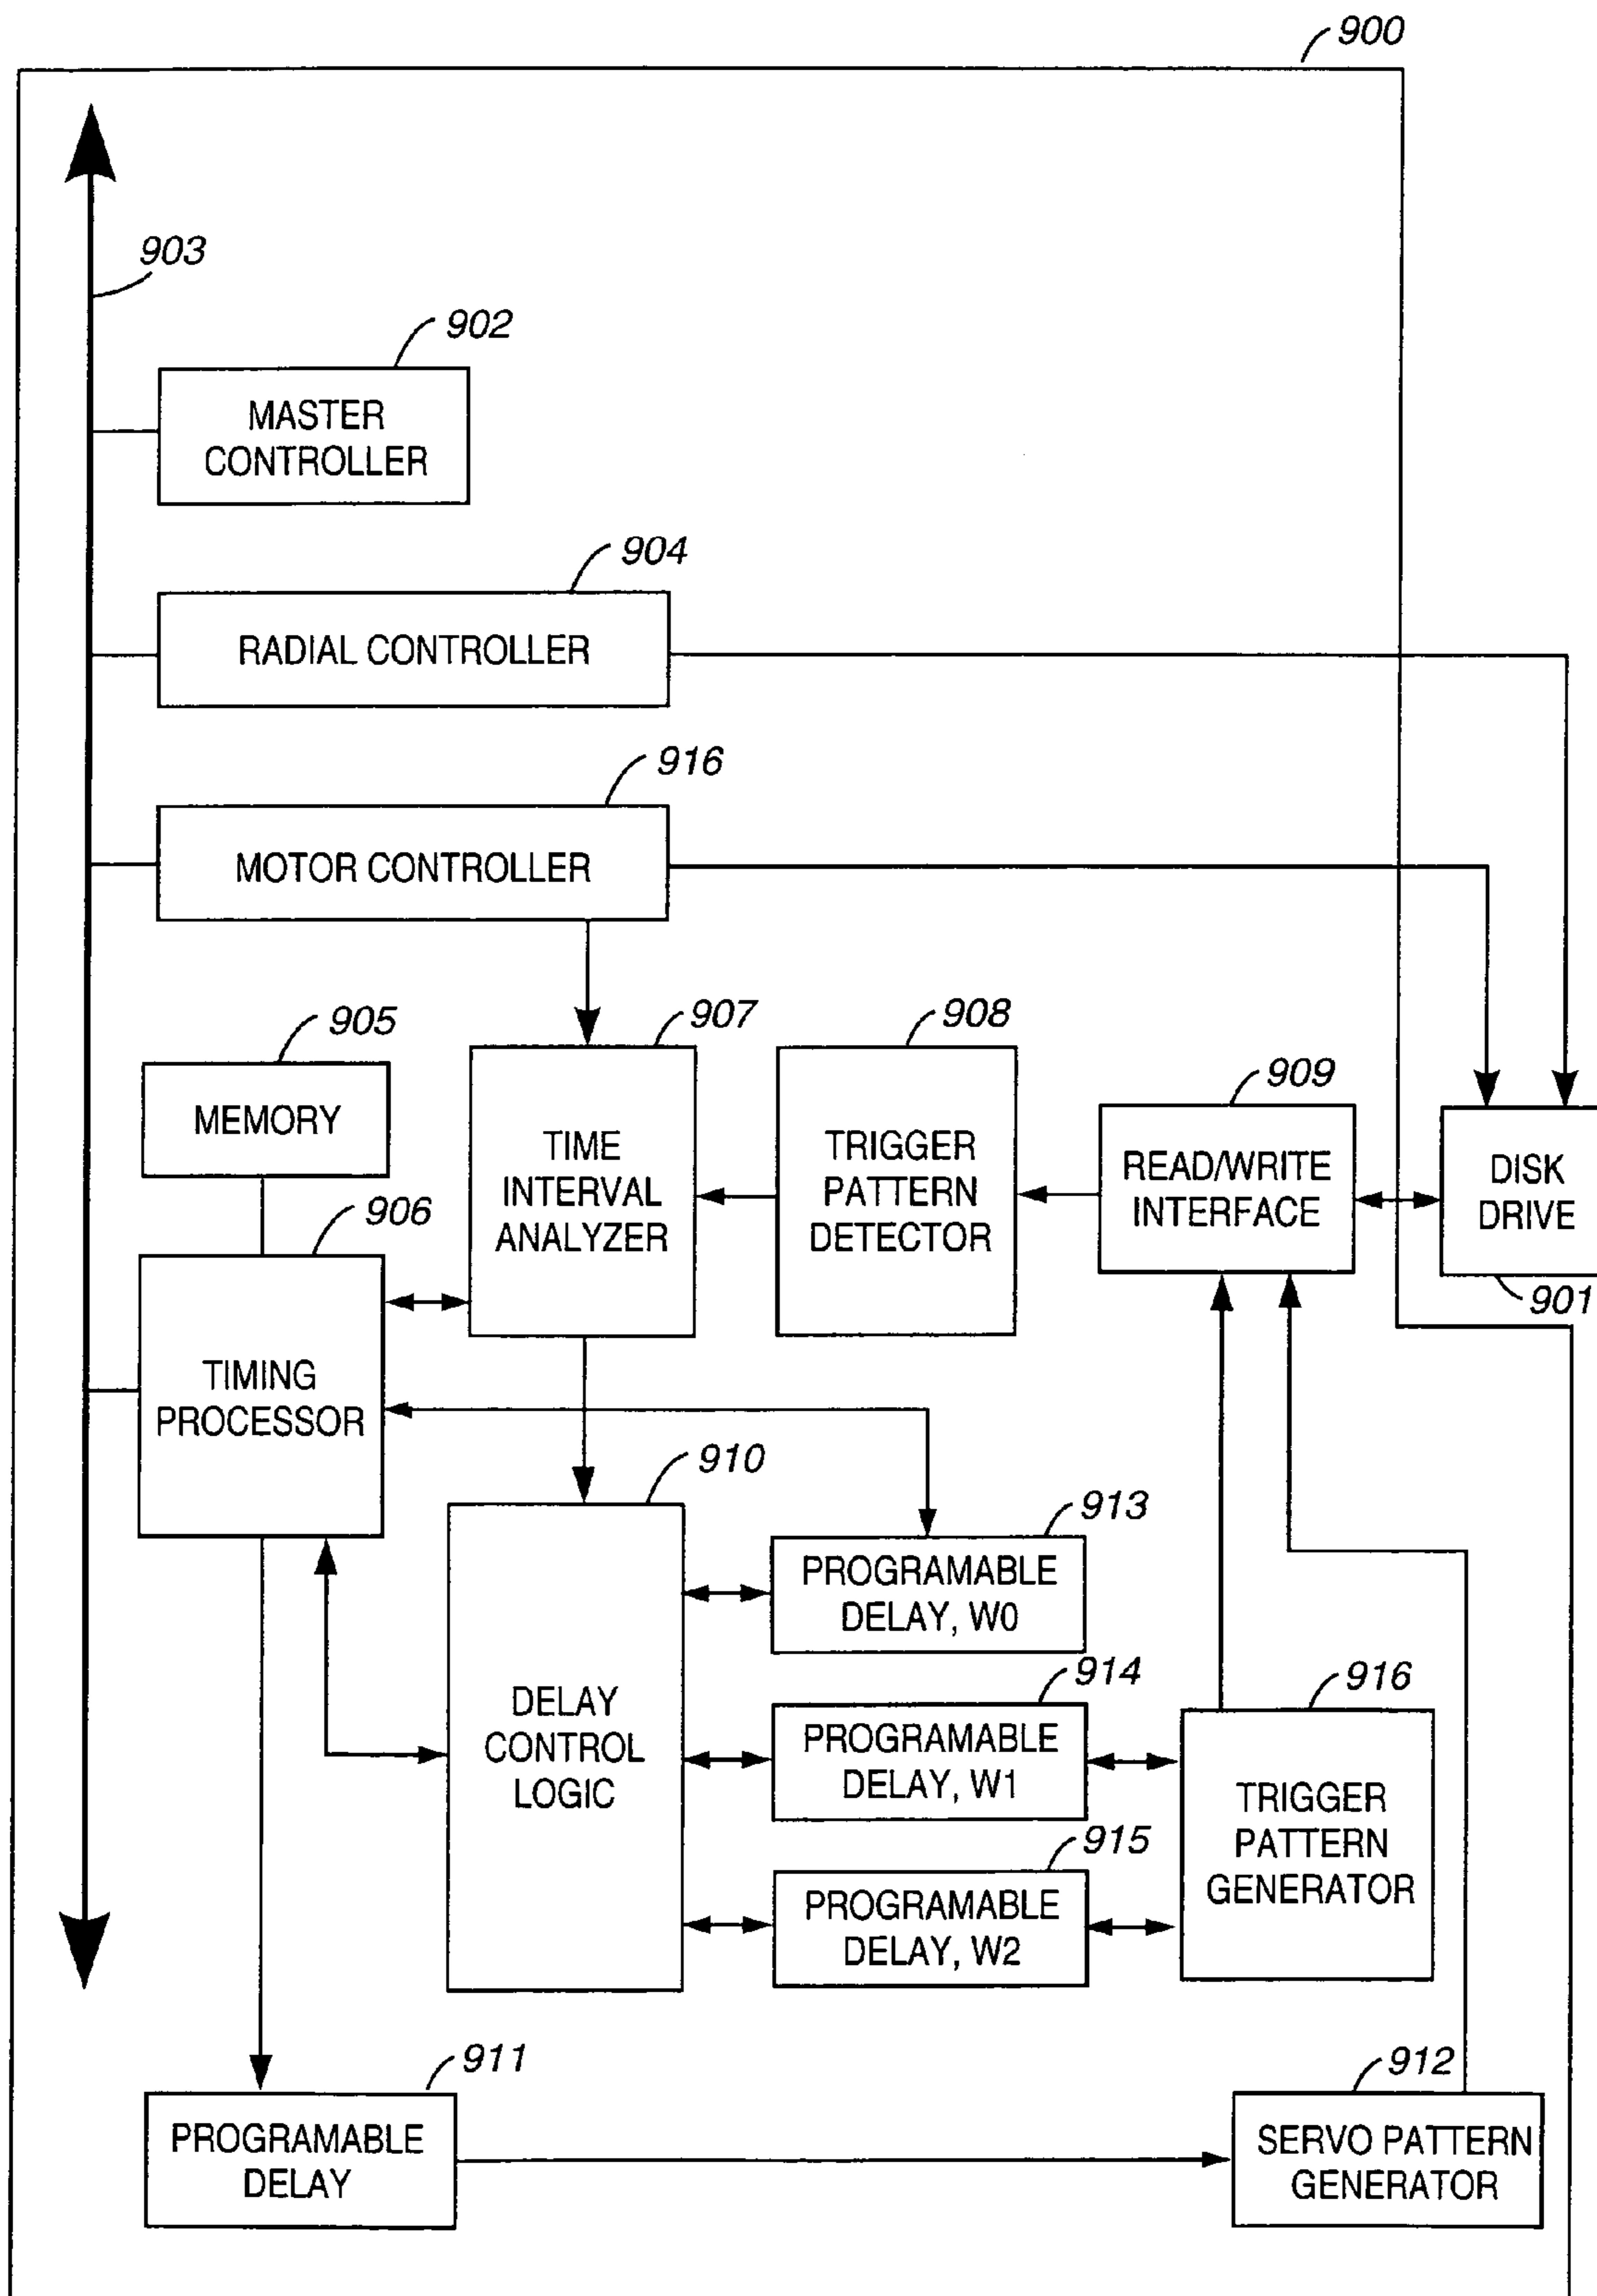 900
903
902
MASTER
CONTROLLER
904
RADIAL CONTROLLER
916
MOTOR CONTROLLER
905
MEMORY
907
TIME
INTERVAL
ANALYZER
908
TRIGGER
PATTERN
DETECTOR
909
READ/WRITE
INTERFACE
DISK
DRIVE
901
906
TIMING
PROCESSOR
910
DELAY
CONTROL
LOGIC
913
PROGRAMABLE
DELAY, W0
914
PROGRAMABLE
DELAY, W1
915
PROGRAMABLE
DELAY, W2
916
TRIGGER
PATTERN
GENERATOR
911
PROGRAMABLE
DELAY
912
SERVO PATTERN
GENERATOR